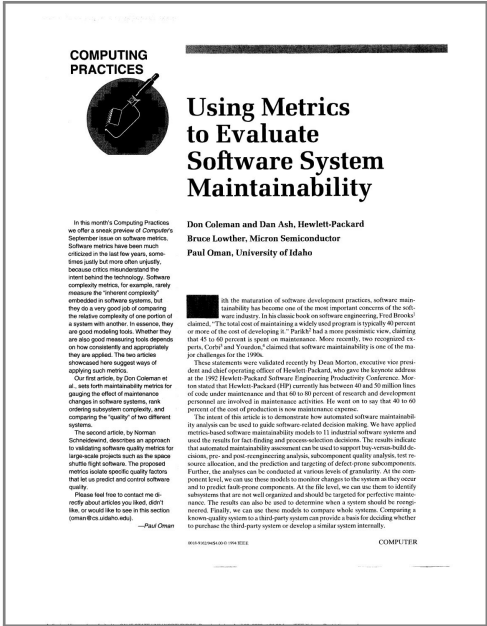 COMPUTING
PRACTICES
Using Metrics
to Evaluate
Software System
Maintainability
Don Coleman and Dan Ash, Hewlett-Packard
Bruce Lowther, Micron Semiconductor
Paul Oman, University of Idaho
In this month's Computing Practices
we offer a sneak preview of Computer's
September issue on software metrics.
Software metrics have been much
criticized in the last few years, some-
times justly but more often unjustly,
because critics misunderstand the
intent behind the technology. Software
complexity metrics, for example, rarely
measure the "inherent complexity"
embedded in software systems, but
they do a very good job of comparing
the relative complexity of one portion of
a system with another. In essence, they
are good modeling tools. Whether they
are also good measuring tools depends
on how consistently and appropriately
they are applied. The two articles
showcased here suggest ways of
applying such metrics.
Our first article, by Don Coleman et
al., sets forth maintainability metrics for
gauging the effect of maintenance
changes in software systems, rank
ordering subsystem complexity, and
comparing the "quality" of two different
systems.
The second article, by Norman
Schneidewind, describes an approach
to validating software quality metrics for
large-scale projects such as the space
shuttle flight software. The proposed
metrics isolate specific quality factors
that let us predict and control software
quality.
Please feel free to contact me di-
rectly about articles you liked, didn't
like, or would like to see in this section
(oman@cs.uidaho.edu).
—Paul Oman
ith the maturation of software development practices, software main-
tainability has become one of the most important concerns of the soft-
ware industry. In his classic book on software engineering, Fred Brooks1
claimed, "The total cost of maintaining a widely used program is typically 40 percent
or more of the cost of developing it." Parikh2 had a more pessimistic view, claiming
that 45 to 60 percent is spent on maintenance. More recently, two recognized ex-
perts, Corbi3 and Yourdon,4 claimed that software maintainability is one of the ma-
jor challenges for the 1990s.
These statements were validated recently by Dean Morton, executive vice presi-
dent and chief operating officer of Hewlett-Packard, who gave the keynote address
at the 1992 Hewlett-Packard Software Engineering Productivity Conference. Mor-
ton stated that Hewlett-Packard (HP) currently has between 40 and 50 million lines
of code under maintenance and that 60 to 80 percent of research and development
personnel are involved in maintenance activities. He went on to say that 40 to 60
percent of the cost of production is now maintenance expense.
The intent of this article is to demonstrate how automated software maintainabil-
ity analysis can be used to guide software-related decision making. We have applied
metrics-based software maintainability models to 11 industrial software systems and
used the results for fact-finding and process-selection decisions. The results indicate
that automated maintainability assessment can be used to support buy-versus-build de-
cisions, pre- and post-reengineering analysis, subcomponent quality analysis, test re-
source allocation, and the prediction and targeting of defect-prone subcomponents.
Further, the analyses can be conducted at various levels of granularity. At the com-
ponent level, we can use these models to monitor changes to the system as they occur
and to predict fault-prone components. At the file level, we can use them to identify
subsystems that are not well organized and should be targeted for perfective mainte-
nance. The results can also be used to determine when a system should be reengi-
neered. Finally, we can use these models to compare whole systems. Comparing a
known-quality system to a third-party system can provide a basis for deciding whether
to purchase the third-party system or develop a similar system internally.
0018-9162/94/$4.00 © 1994 IEEE
COMPUTER